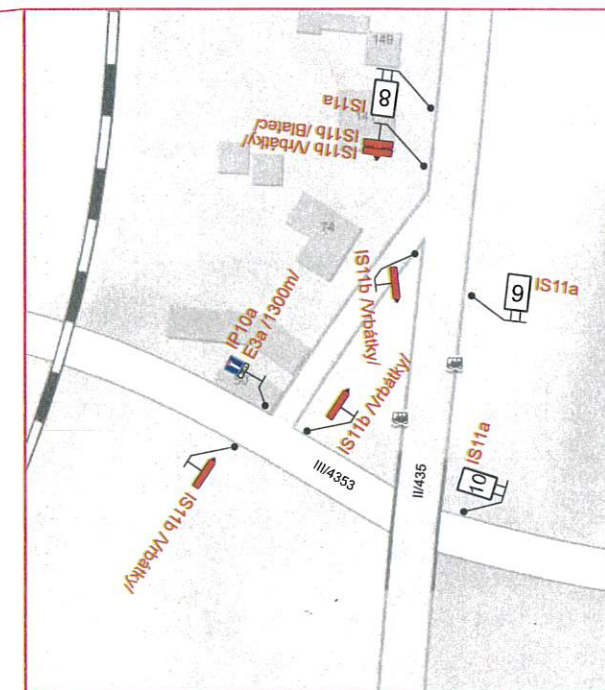 14B
8
IS11a
IS11b /Vrbátky/
IS11b /Blatec/
74
IS11b /Vrbátky/
9
IS11a
IP10a
E3a /1300m/
IS11b /Vrbátky/
IS11a
10
III/4353
II/435
IS11b /Vrbátky/